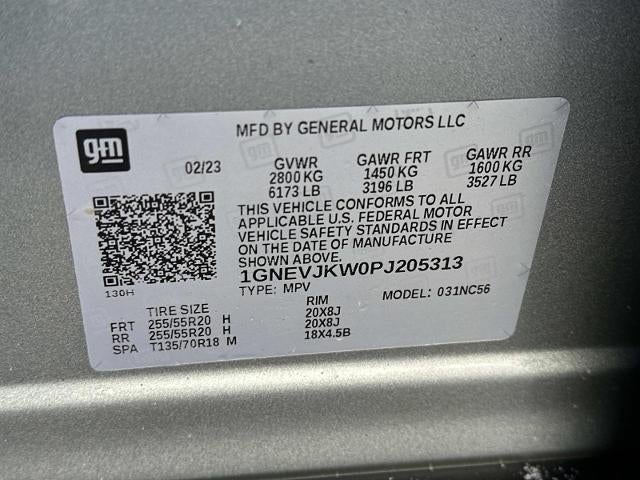 gm
MFD BY GENERAL MOTORS LLC
02/23
GVWR GAWR FRT GAWR RR
2800 KG 1450 KG 1600 KG
6173 LB 3196 LB 3527 LB
THIS VEHICLE CONFORMS TO ALL
APPLICABLE U.S. FEDERAL MOTOR
VEHICLE SAFETY STANDARDS IN EFFECT
ON THE DATE OF MANUFACTURE
SHOWN ABOVE.
1GNEVJKW0PJ205313
130H
TYPE: MPV MODEL: 031NC56
TIRE SIZE RIM
FRT 255/55R20 H 20X8J
RR 255/55R20 H 20X8J
SPA T135/70R18 M 18X4.5B